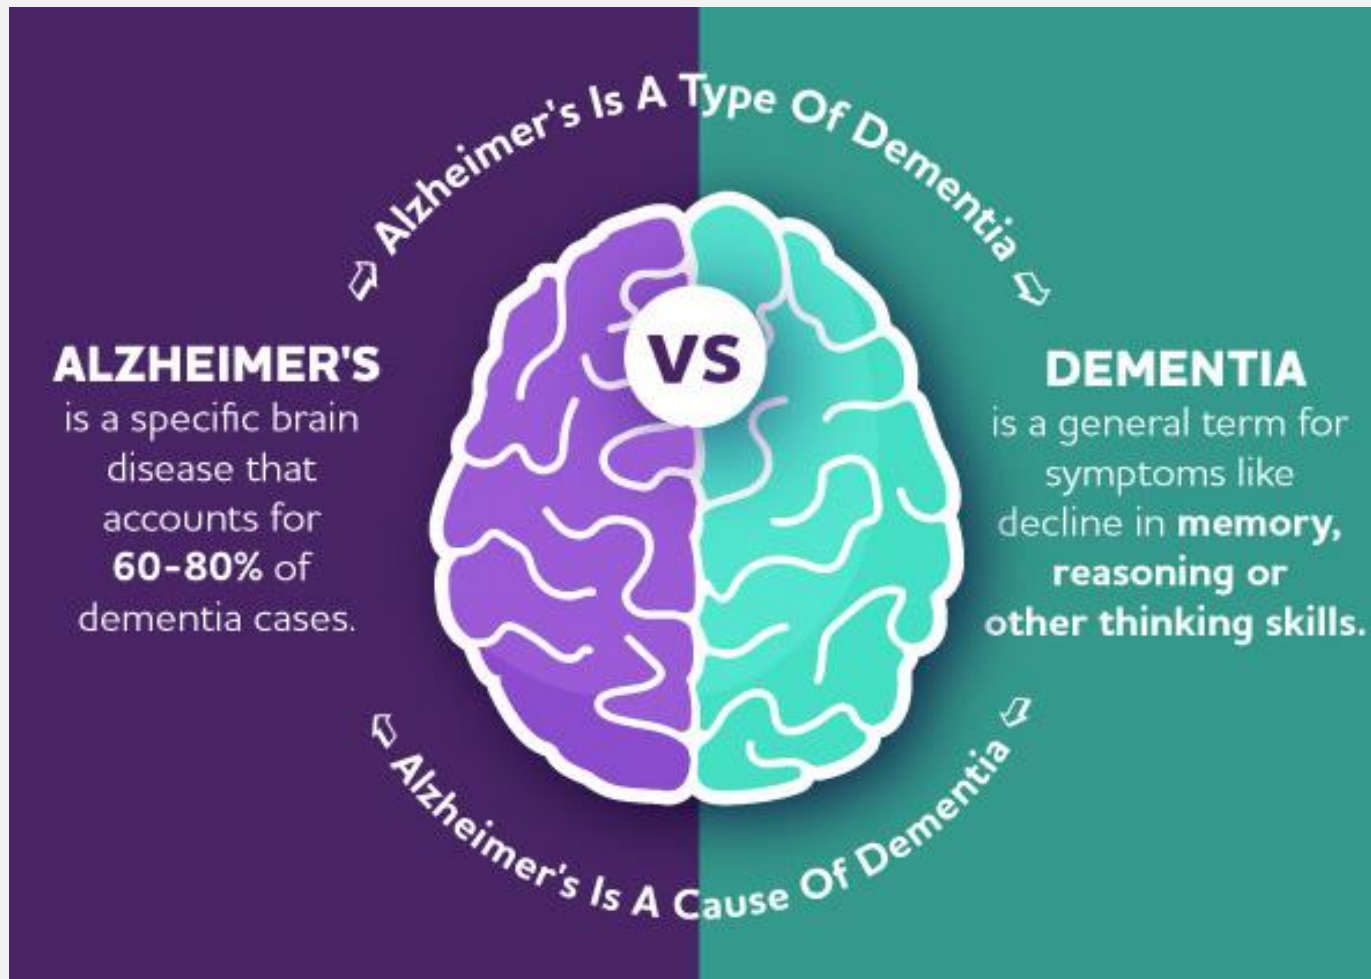 Alzheimer's Is A Type Of Dementia
ALZHEIMER'S
is a specific brain
disease that
accounts for
60-80% of
dementia cases.
VS
DEMENTIA
is a general term for
symptoms like
decline in memory,
reasoning or
other thinking skills.
Alzheimer's Is A Cause Of Dementia